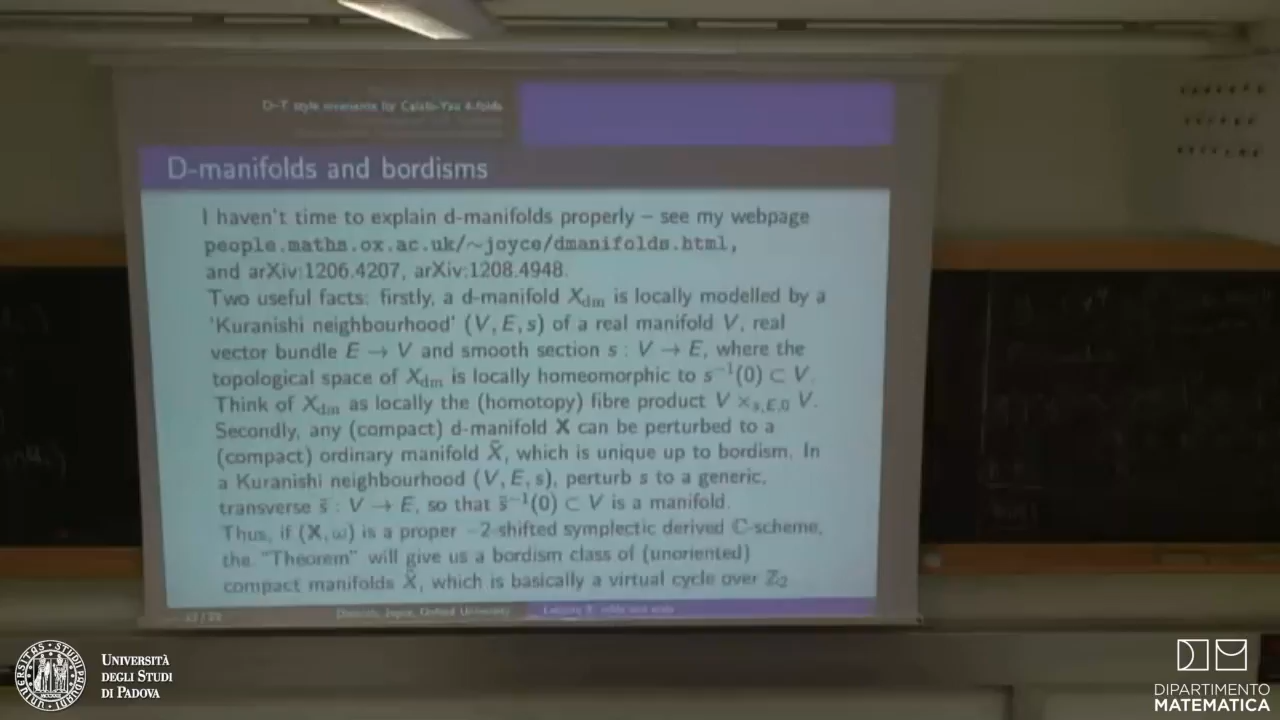 D–T style invariants for Calabi–Yau 4-folds
D-manifolds and bordisms
I haven't time to explain d-manifolds properly – see my webpage
people.maths.ox.ac.uk/∼joyce/dmanifolds.html,
and arXiv:1206.4207, arXiv:1208.4948.
Two useful facts: firstly, a d-manifold X_dm is locally modelled by a
'Kuranishi neighbourhood' (V, E, s) of a real manifold V, real
vector bundle E → V and smooth section s : V → E, where the
topological space of X_dm is locally homeomorphic to s⁻¹(0) ⊂ V.
Think of X_dm as locally the (homotopy) fibre product V ×_{s,E,0} V.
Secondly, any (compact) d-manifold X can be perturbed to a
(compact) ordinary manifold X̃, which is unique up to bordism. In
a Kuranishi neighbourhood (V, E, s), perturb s to a generic,
transverse s̃ : V → E, so that s̃⁻¹(0) ⊂ V is a manifold.
Thus, if (X, ω) is a proper −2-shifted symplectic derived ℂ-scheme,
the "Theorem" will give us a bordism class of (unoriented)
compact manifolds X̃, which is basically a virtual cycle over ℤ₂
Dominic Joyce, Oxford University
UNIVERSITÀ
DEGLI STUDI
DI PADOVA
DIPARTIMENTO
MATEMATICA